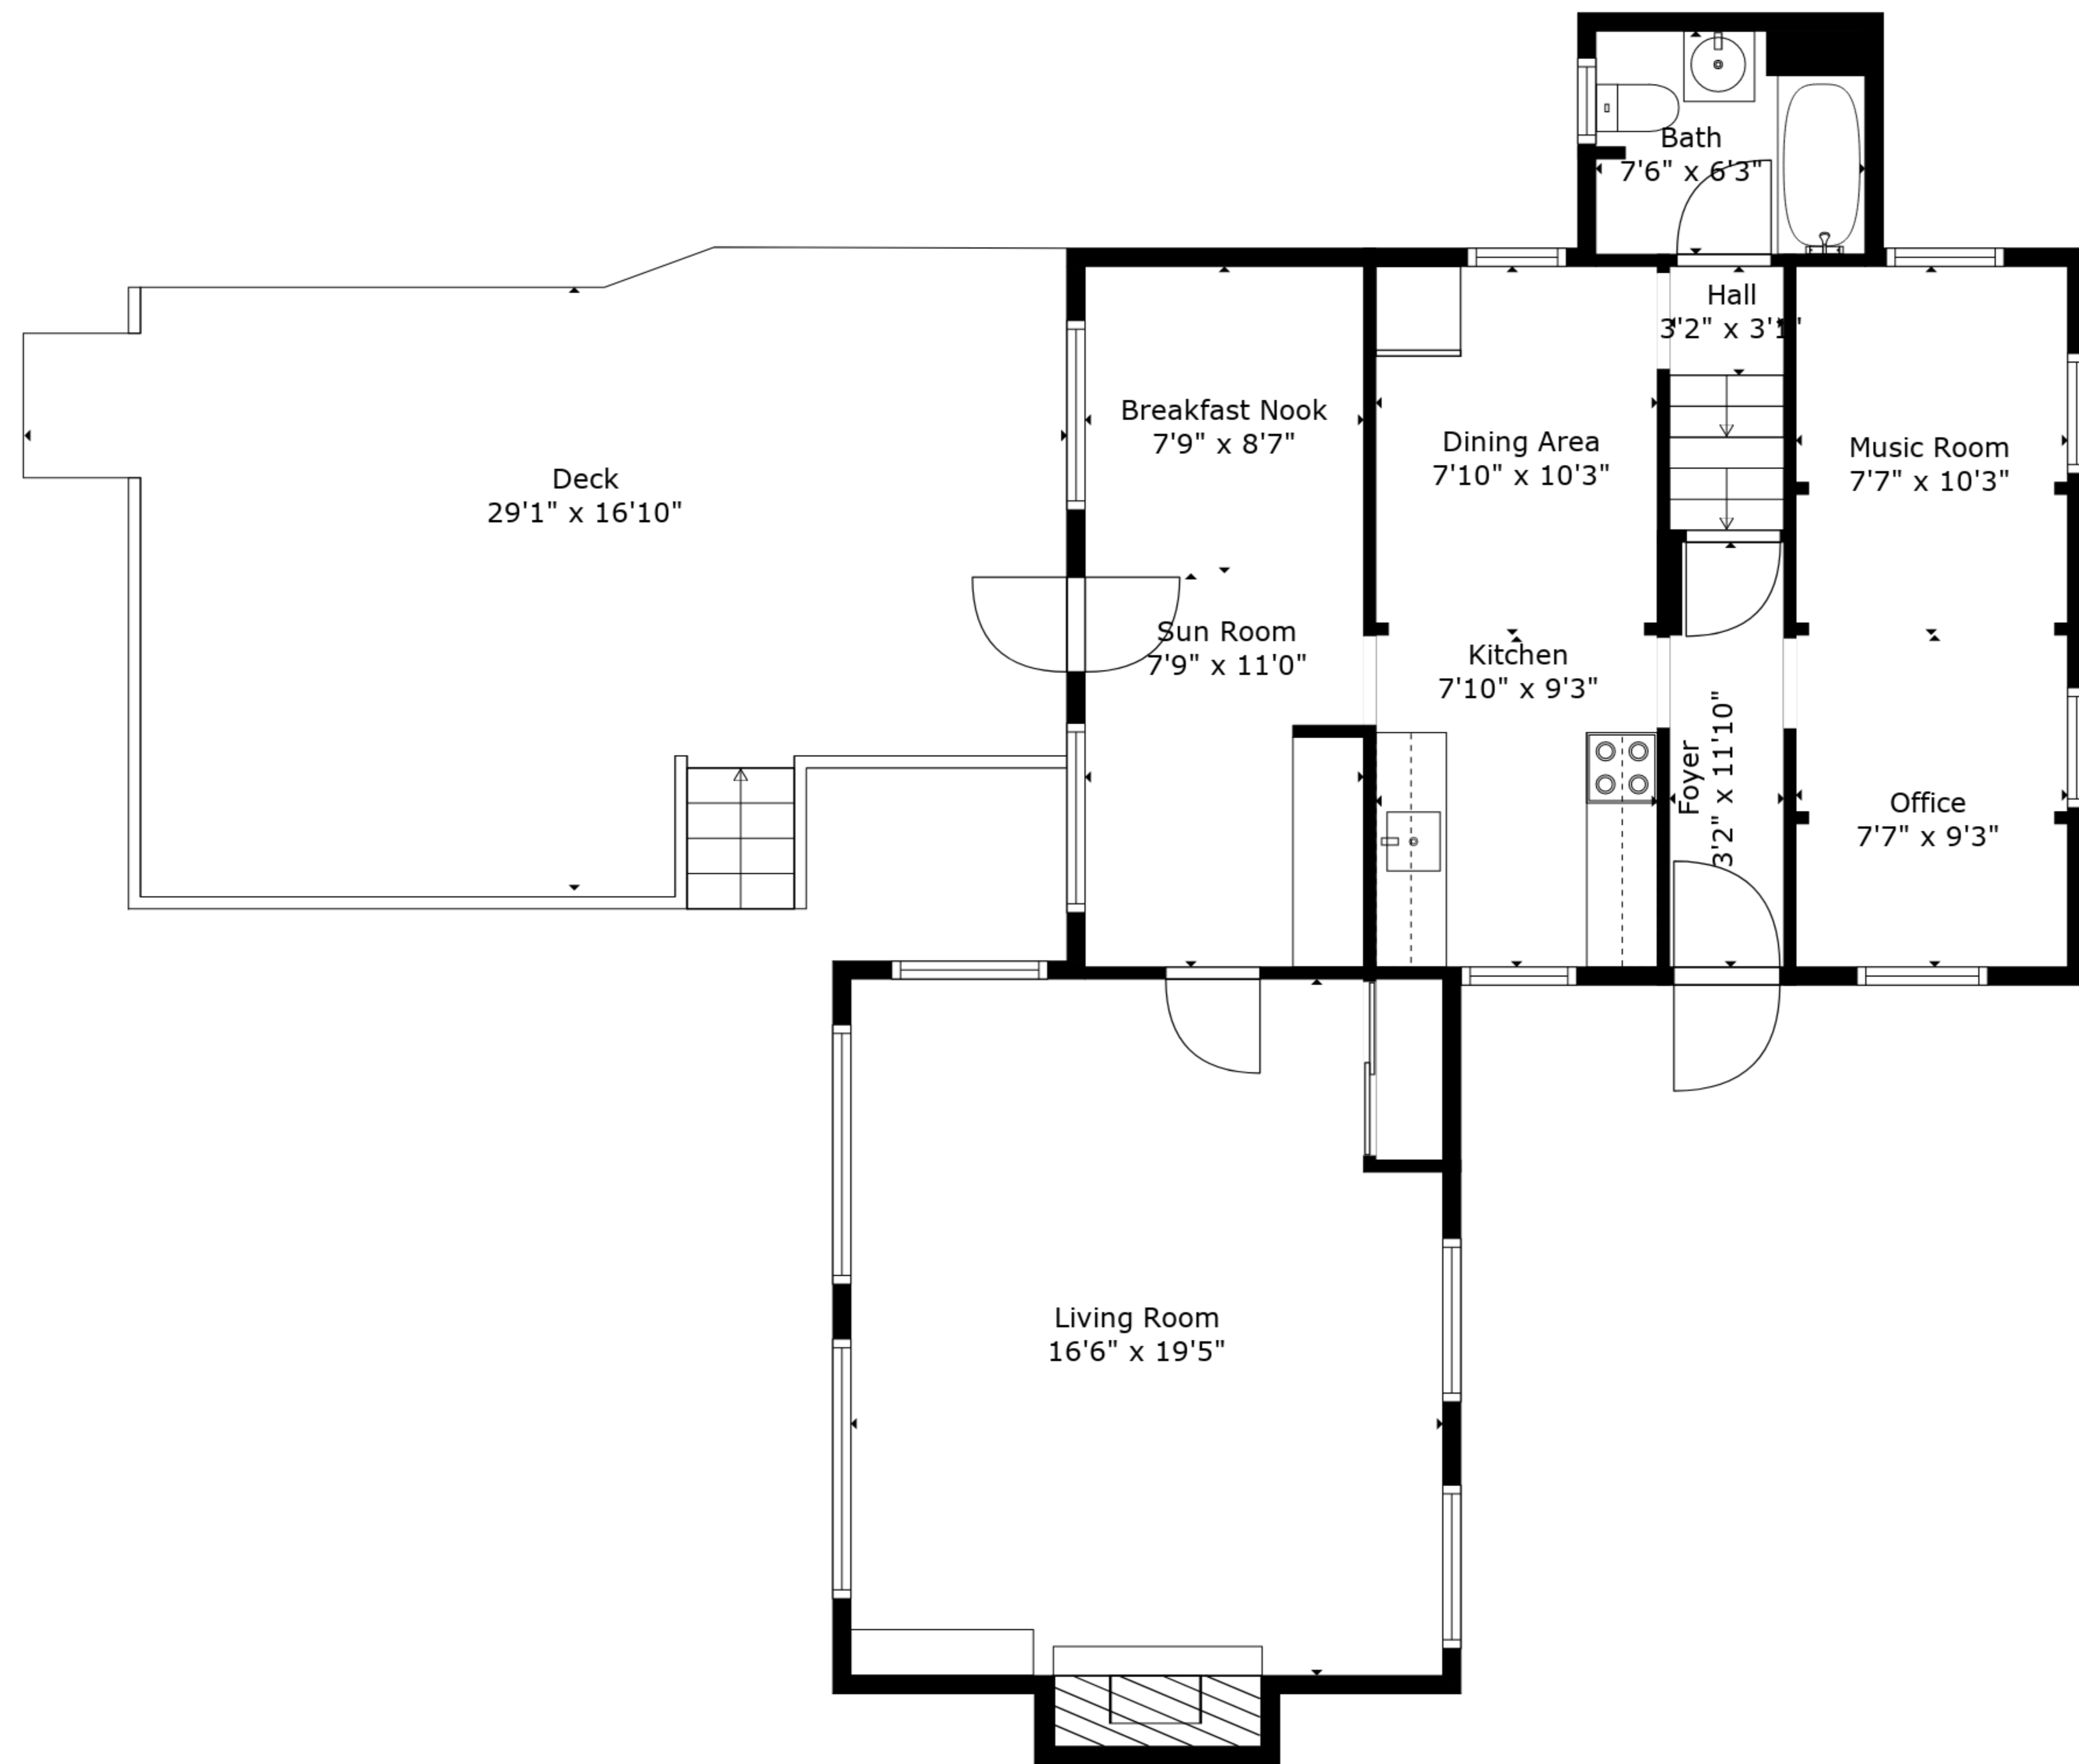 Bath
7'6" x 6'3"
Hall
3'2" x 3'1"
Breakfast Nook
7'9" x 8'7"
Dining Area
7'10" x 10'3"
Music Room
7'7" x 10'3"
Deck
29'1" x 16'10"
Sun Room
7'9" x 11'0"
Kitchen
7'10" x 9'3"
Foyer
3'2" x 11'10"
Office
7'7" x 9'3"
Living Room
16'6" x 19'5"